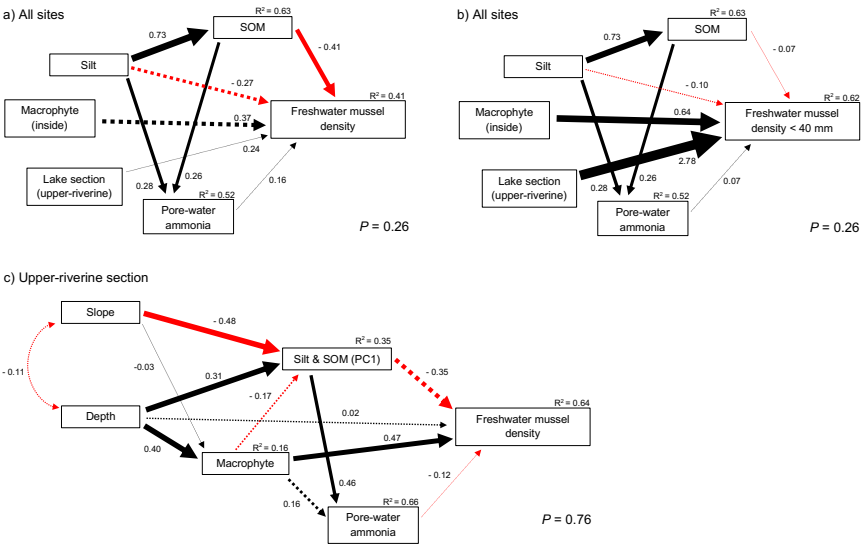 a) All sites
R² = 0.63
SOM
0.73
- 0.41
Silt
- 0.27
R² = 0.41
Macrophyte
(inside)
0.37
Freshwater mussel
density
0.24
Lake section
(upper-riverine)
0.28
0.26
0.16
R² = 0.52
Pore-water
ammonia
P = 0.26
b) All sites
R² = 0.63
SOM
0.73
- 0.07
Silt
- 0.10
R² = 0.62
Macrophyte
(inside)
0.64
Freshwater mussel
density < 40 mm
2.78
Lake section
(upper-riverine)
0.28
0.26
0.07
R² = 0.52
Pore-water
ammonia
P = 0.26
c) Upper-riverine section
Slope
- 0.48
R² = 0.35
Silt & SOM (PC1)
- 0.11
-0.03
0.31
- 0.35
- 0.17
R² = 0.64
Depth
0.02
Freshwater mussel
density
0.40
R² = 0.16
0.47
Macrophyte
0.46
- 0.12
0.16
R² = 0.66
Pore-water
ammonia
P = 0.76